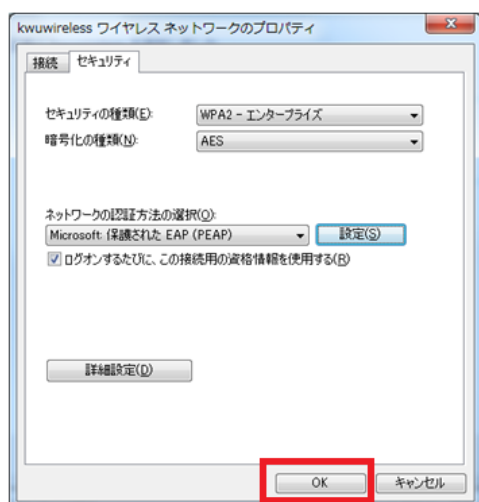 kwuwireless ワイヤレス ネットワークのプロパティ
接続 セキュリティ
セキュリティの種類(E): WPA2 - エンタープライズ
暗号化の種類(N): AES
ネットワークの認証方法の選択(O):
Microsoft: 保護された EAP (PEAP) 設定(S)
ログオンするたびに、この接続用の資格情報を使用する(R)
詳細設定(D)
OK キャンセル